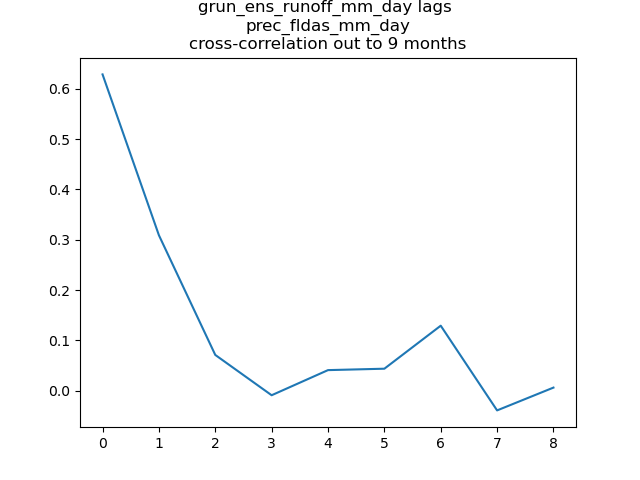 grun_ens_runoff_mm_day lags
prec_fldas_mm_day
cross-correlation out to 9 months
0.6
0.5
0.4
0.3
0.2
0.1
0.0
0 1 2 3 4 5 6 7 8